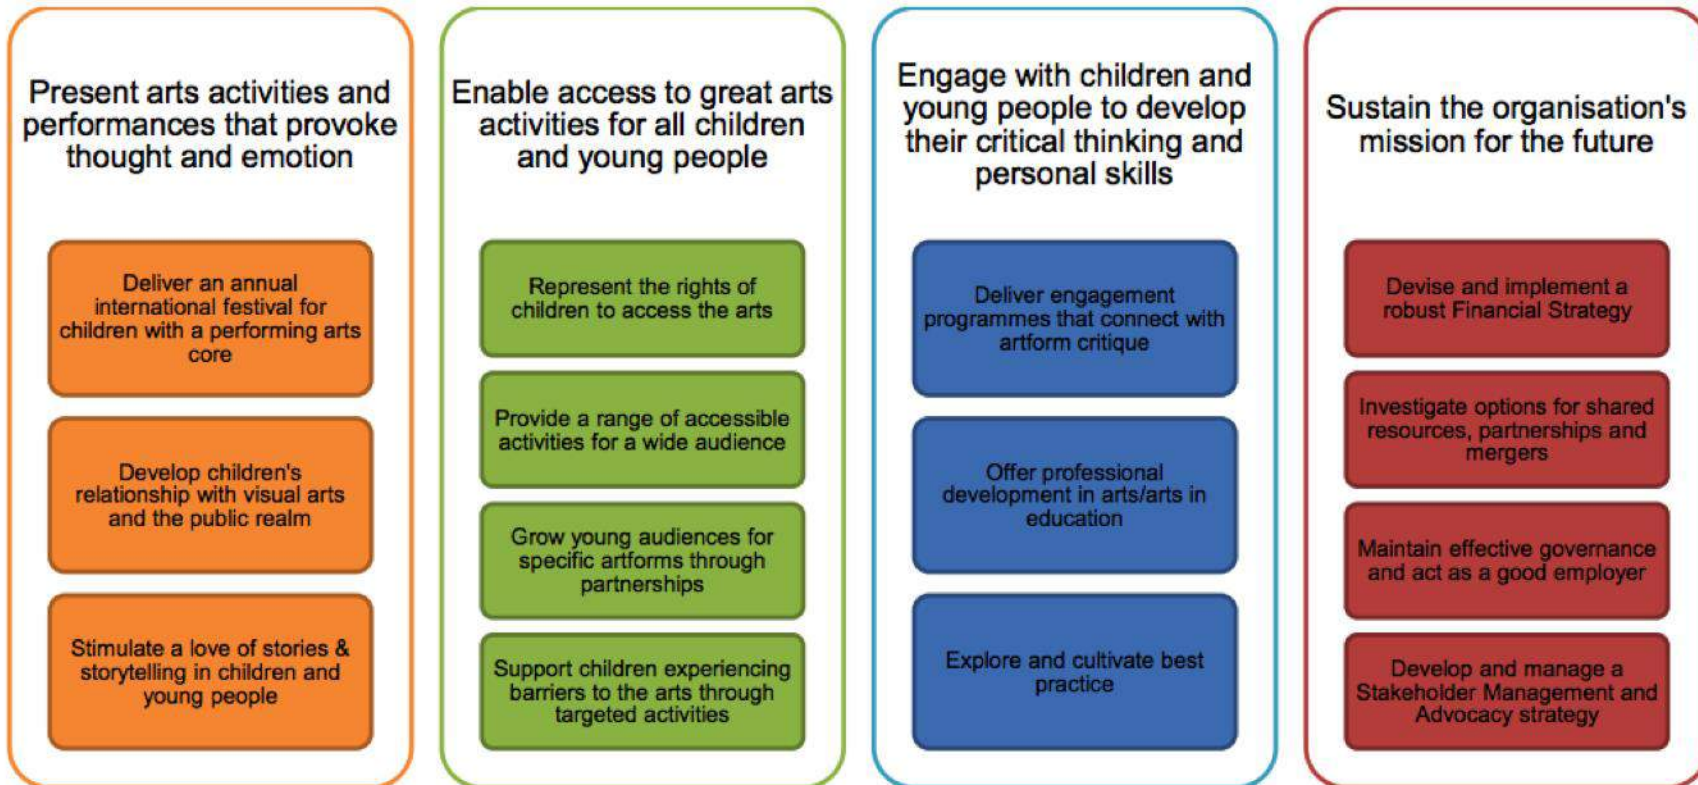 Present arts activities and
performances that provoke
thought and emotion
Deliver an annual
international festival for
children with a performing arts
core
Develop children's
relationship with visual arts
and the public realm
Stimulate a love of stories &
storytelling in children and
young people
Enable access to great arts
activities for all children
and young people
Represent the rights of
children to access the arts
Provide a range of accessible
activities for a wide audience
Grow young audiences for
specific artforms through
partnerships
Support children experiencing
barriers to the arts through
targeted activities
Engage with children and
young people to develop
their critical thinking and
personal skills
Deliver engagement
programmes that connect with
artform critique
Offer professional
development in arts/arts in
education
Explore and cultivate best
practice
Sustain the organisation's
mission for the future
Devise and implement a
robust Financial Strategy
Investigate options for shared
resources, partnerships and
mergers
Maintain effective governance
and act as a good employer
Develop and manage a
Stakeholder Management and
Advocacy strategy